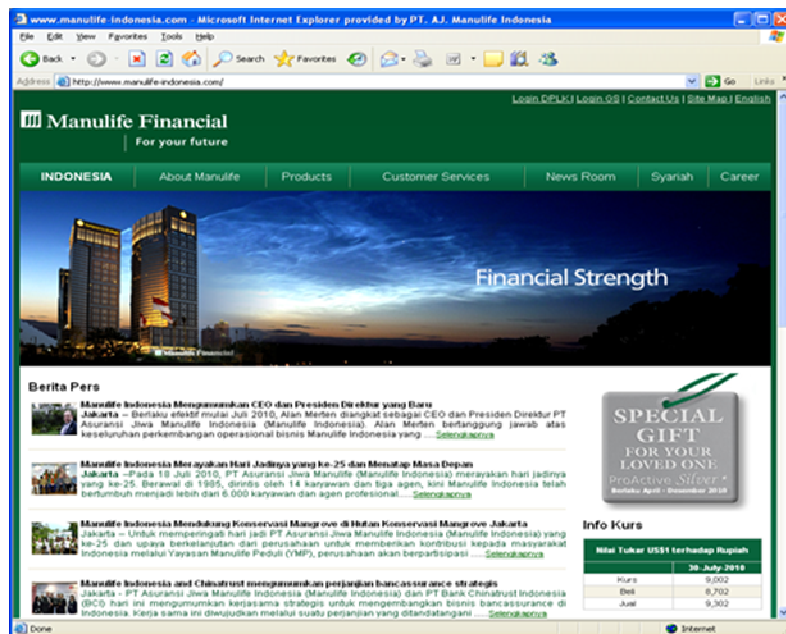 www.manulife-indonesia.com - Microsoft Internet Explorer provided by PT. AJ. Manulife Indonesia
File Edit View Favorites Tools Help
Back Search Favorites
Address http://www.manulife-indonesia.com/ Go Links
Login DPLK | Login GS | Contact Us | Site Map | English
Manulife Financial
For your future
INDONESIA About Manulife Products Customer Services News Room Syariah Career
Financial Strength
Manulife Financial
Berita Pers
Manulife Indonesia Mengumumkan CEO dan Presiden Direktur yang Baru
Jakarta – Berlaku efektif mulai Juli 2010, Alan Merten diangkat sebagai CEO dan Presiden Direktur PT
Asuransi Jiwa Manulife Indonesia (Manulife Indonesia). Alan Merten bertanggung jawab atas
keseluruhan perkembangan operasional bisnis Manulife Indonesia yang .....Selengkapnya
Manulife Indonesia Merayakan Hari Jadinya yang ke-25 dan Menatap Masa Depan
Jakarta –Pada 18 Juli 2010, PT Asuransi Jiwa Manulife (Manulife Indonesia) merayakan hari jadinya
yang ke-25. Berawal di 1985, dirintis oleh 14 karyawan dan tiga agen, kini Manulife Indonesia telah
bertumbuh menjadi lebih dari 6.000 karyawan dan agen profesional.....Selengkapnya
Manulife Indonesia Mendukung Konservasi Mangrove di Hutan Konservasi Mangrove Jakarta
Jakarta – Untuk memperingati hari jadi PT Asuransi Jiwa Manulife Indonesia (Manulife Indonesia) yang
ke-25 dan upaya berkelanjutan dari perusahaan untuk memberikan kontribusi kepada masyarakat
Indonesia melalui Yayasan Manulife Peduli (YMP), perusahaan akan berpartisipasi .....Selengkapnya
Manulife Indonesia and Chinatrust mengumumkan perjanjian bancassurance strategis
Jakarta - PT Asuransi Jiwa Manulife Indonesia (Manulife Indonesia) dan PT Bank Chinatrust Indonesia
(BCI) hari ini mengumumkan kerjasama strategis untuk mengembangkan bisnis bancassurance di
Indonesia. Kerja sama ini diwujudkan melalui suatu perjanjian yang ditandatangani .....Selengkapnya
SPECIAL
GIFT
FOR YOUR
LOVED ONE
ProActive Silver
Berlaku April - Desember 2010
Info Kurs
Nilai Tukar US$1 terhadap Rupiah
30-July-2010
Kurs 9,002
Beli 8,702
Jual 9,302
Done Internet